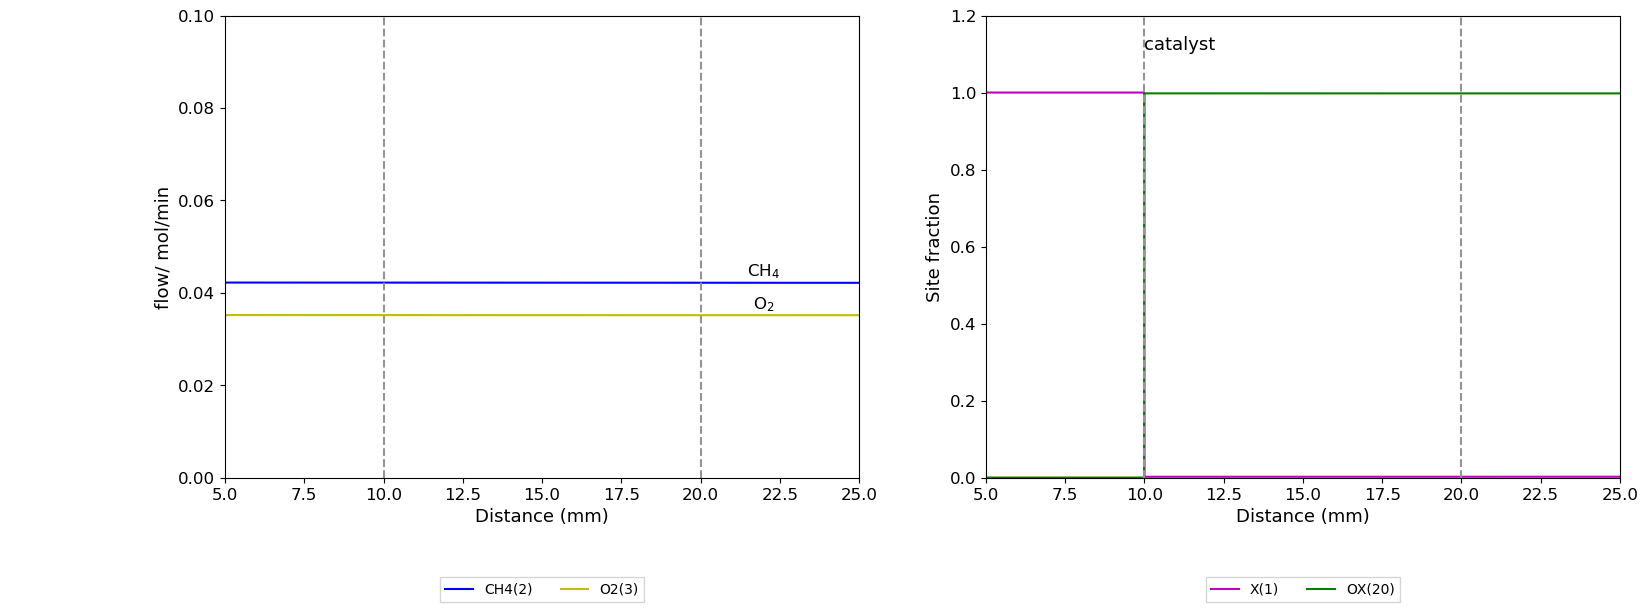 0.10
0.08
0.06
0.04
0.02
0.00
flow/ mol/min
CH4
O2
5.0 7.5 10.0 12.5 15.0 17.5 20.0 22.5 25.0
Distance (mm)
CH4(2) O2(3)
1.2
1.0
0.8
0.6
0.4
0.2
0.0
Site fraction
catalyst
5.0 7.5 10.0 12.5 15.0 17.5 20.0 22.5 25.0
Distance (mm)
X(1) OX(20)